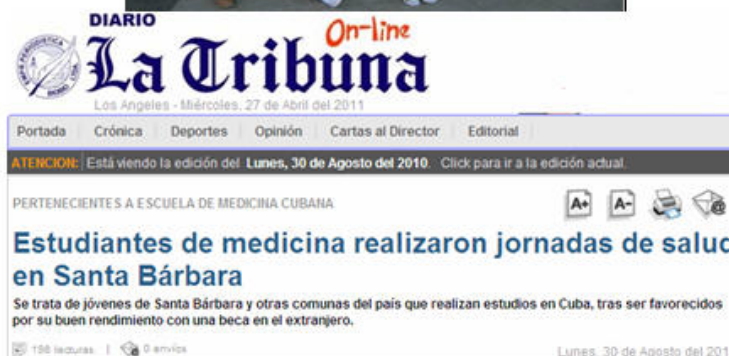 DIARIO
On-line
La Tribuna
Los Angeles - Miércoles, 27 de Abril del 2011
Portada Crónica Deportes Opinión Cartas al Director Editorial
ATENCION: Está viendo la edición del Lunes, 30 de Agosto del 2010. Click para ir a la edición actual.
PERTENECIENTES A ESCUELA DE MEDICINA CUBANA
A+ A-
Estudiantes de medicina realizaron jornadas de salud
en Santa Bárbara
Se trata de jóvenes de Santa Bárbara y otras comunas del país que realizan estudios en Cuba, tras ser favorecidos
por su buen rendimiento con una beca en el extranjero.
198 lecturas | 0 envíos
Lunes, 30 de Agosto del 201